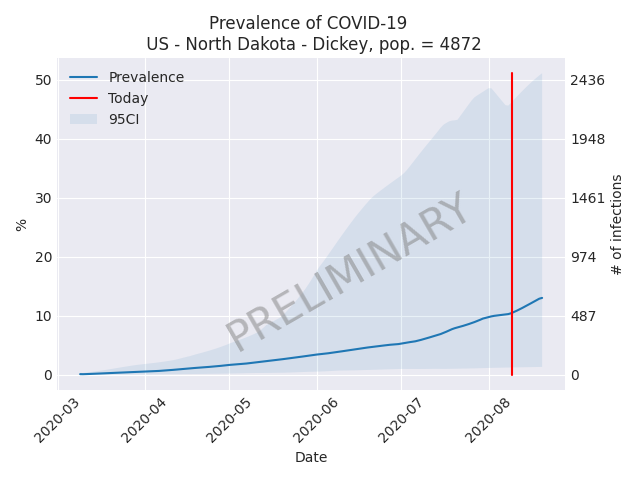 Prevalence of COVID-19
US - North Dakota - Dickey, pop. = 4872
Prevalence
Today
95CI
PRELIMINARY
50
40
30
20
10
0
%
2436
1948
1461
974
487
0
# of infections
2020-03
2020-04
2020-05
2020-06
2020-07
2020-08
Date